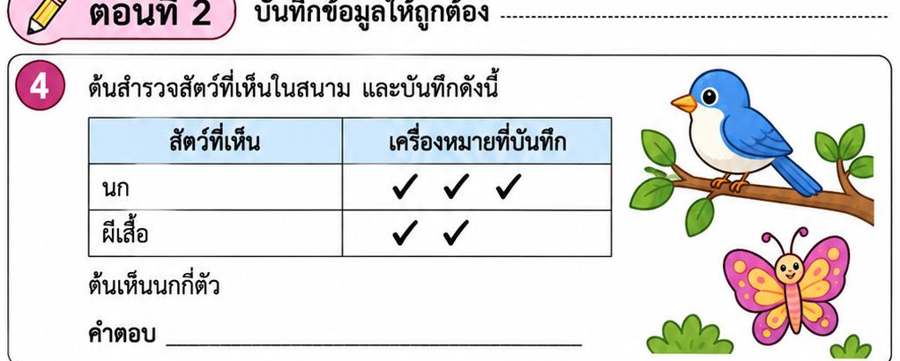 ตอนที่ 2 บันทึกข้อมูลให้ถูกต้อง
4 ต้นสำรวจสัตว์ที่เห็นในสนาม และบันทึกดังนี้
สัตว์ที่เห็น เครื่องหมายที่บันทึก
นก ✓ ✓ ✓
ผีเสื้อ ✓ ✓
ต้นเห็นนกกี่ตัว
คำตอบ